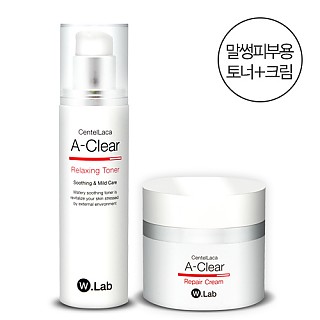 말썽피부용
토너+크림
CentelLaca
A-Clear
Relaxing Toner
Soothing & Mild Care
Watery soothing toner is
revitalize your skin stressed
by external environment
W.Lab
CentelLaca
A-Clear
Repair Cream
W.Lab